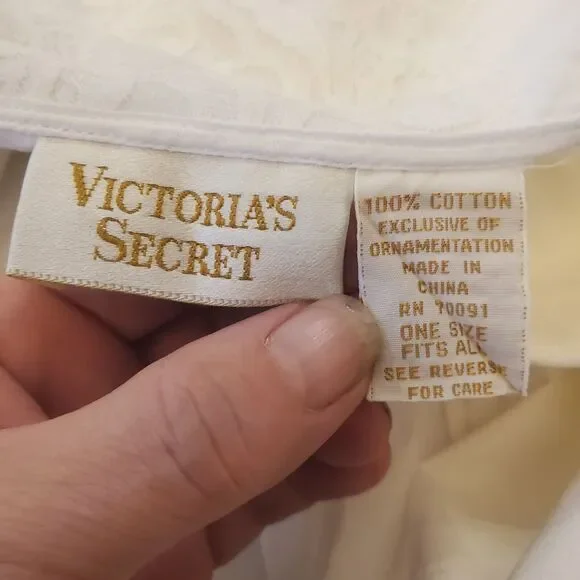 VICTORIA'S
SECRET
100% COTTON
EXCLUSIVE OF
ORNAMENTATION
MADE IN
CHINA
RN 70091
ONE SIZE
FITS ALL
SEE REVERSE
FOR CARE